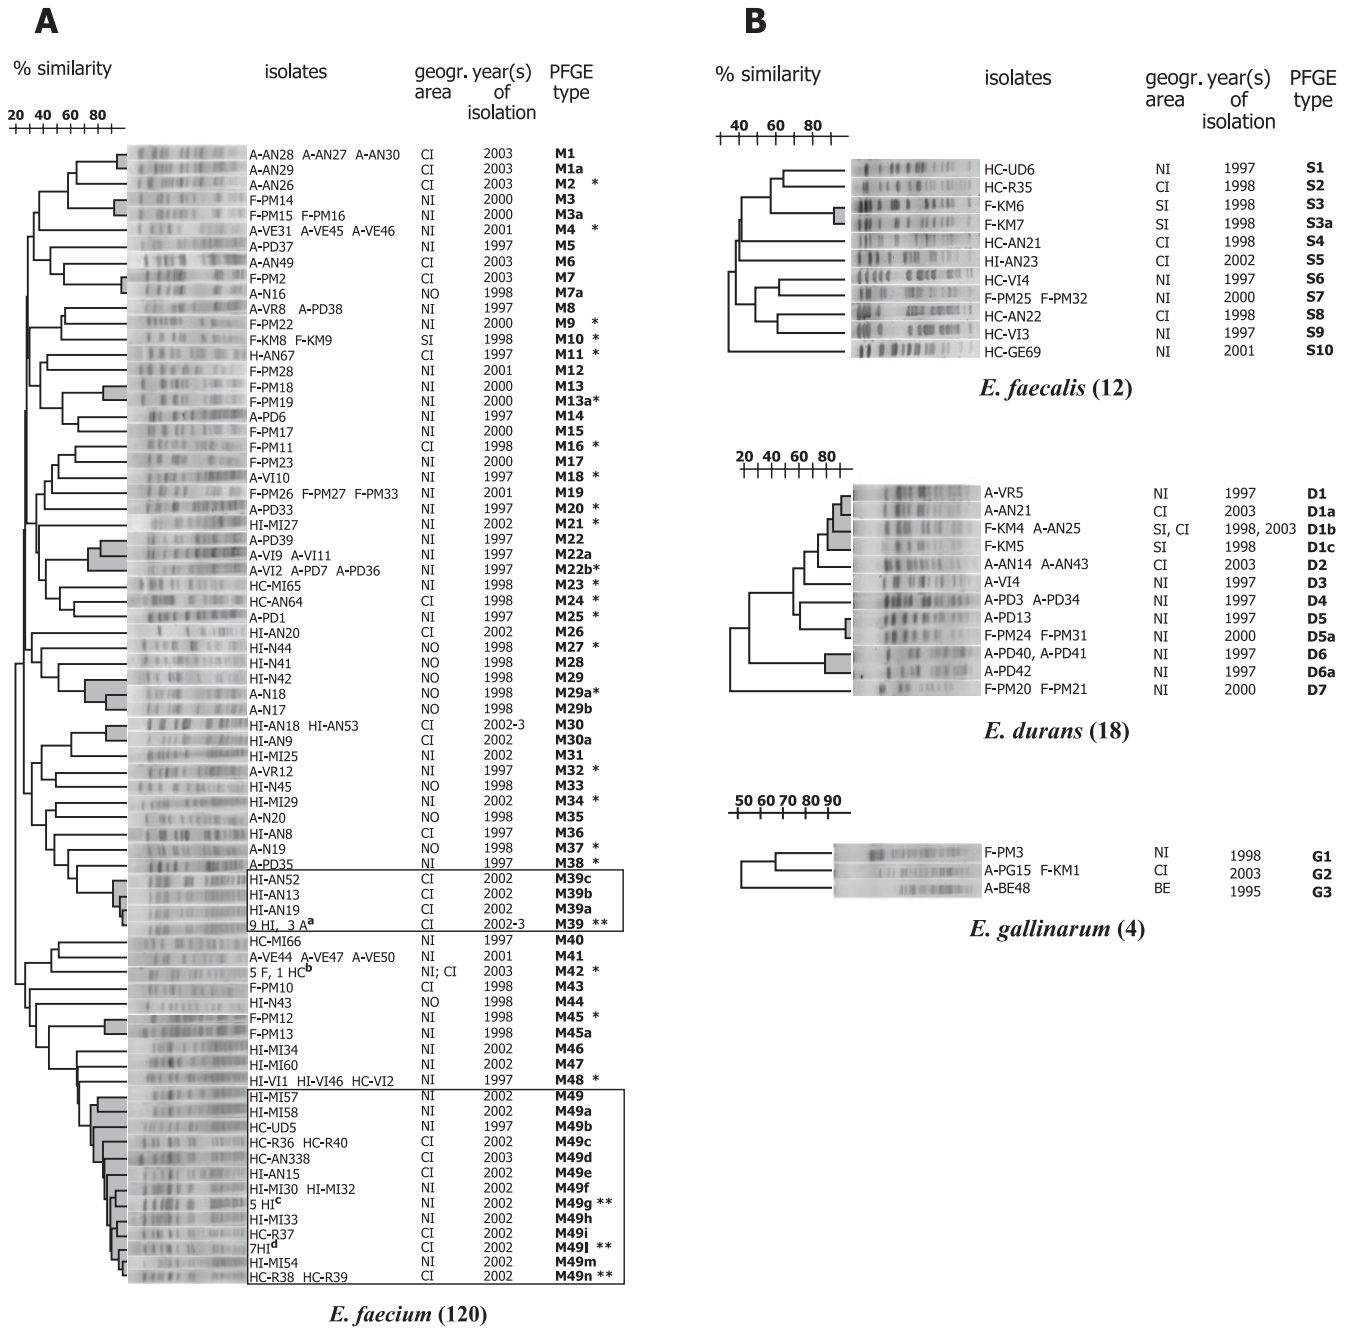 A
% similarity isolates geogr. area year(s) of isolation PFGE type
20 40 60 80
A-AN28 A-AN27 A-AN30 CI 2003 M1
A-AN29 CI 2003 M1a
A-AN26 CI 2003 M2 *
F-PM14 NI 2000 M3
F-PM15 F-PM16 NI 2000 M3a
A-VE31 A-VE45 A-VE46 NI 2001 M4 *
A-PD37 NI 1997 M5
A-AN49 CI 2003 M6
F-PM2 CI 2003 M7
A-N16 NO 1998 M7a
A-VR8 A-PD38 NI 1997 M8
F-PM22 NI 2000 M9 *
F-KM8 F-KM9 SI 1998 M10 *
H-AN67 CI 1997 M11 *
F-PM28 NI 2001 M12
F-PM18 NI 2000 M13
F-PM19 NI 2000 M13a*
A-PD6 NI 1997 M14
F-PM17 NI 2000 M15
F-PM11 CI 1998 M16 *
F-PM23 NI 2000 M17
A-VI10 NI 1997 M18 *
F-PM26 F-PM27 F-PM33 NI 2001 M19
A-PD33 NI 1997 M20 *
HI-MI27 NI 2002 M21 *
A-PD39 NI 1997 M22
A-VI9 A-VI11 NI 1997 M22a
A-VI2 A-PD7 A-PD36 NI 1997 M22b*
HC-MI65 NI 1998 M23 *
HC-AN64 CI 1998 M24 *
A-PD1 NI 1997 M25 *
HI-AN20 CI 2002 M26
HI-N44 NO 1998 M27 *
HI-N41 NO 1998 M28
HI-N42 NO 1998 M29
A-N18 NO 1998 M29a*
A-N17 NO 1998 M29b
HI-AN18 HI-AN53 CI 2002-3 M30
HI-AN9 CI 2002 M30a
HI-MI25 NI 2002 M31
A-VR12 NI 1997 M32 *
HI-N45 NO 1998 M33
HI-MI29 NI 2002 M34 *
A-N20 NO 1998 M35
HI-AN8 CI 1997 M36
A-N19 NO 1998 M37 *
A-PD35 NI 1997 M38 *
HI-AN52 CI 2002 M39c
HI-AN13 CI 2002 M39b
HI-AN19 CI 2002 M39a
9 HI, 3 Aa CI 2002-3 M39 **
HC-MI66 NI 1997 M40
A-VE44 A-VE47 A-VE50 NI 2001 M41
5 F, 1 HCb NI; CI 2003 M42 *
F-PM10 CI 1998 M43
HI-N43 NO 1998 M44
F-PM12 NI 1998 M45 *
F-PM13 NI 1998 M45a
HI-MI34 NI 2002 M46
HI-MI60 NI 2002 M47
HI-VI1 HI-VI46 HC-VI2 NI 1997 M48 *
HI-MI57 NI 2002 M49
HI-MI58 NI 2002 M49a
HC-UD5 NI 1997 M49b
HC-R36 HC-R40 CI 2002 M49c
HC-AN338 CI 2003 M49d
HI-AN15 CI 2002 M49e
HI-MI30 HI-MI32 NI 2002 M49f
5 HIc NI 2002 M49g **
HI-MI33 NI 2002 M49h
HC-R37 CI 2002 M49i
7HId CI 2002 M49l **
HI-MI54 NI 2002 M49m
HC-R38 HC-R39 CI 2002 M49n **
E. faecium (120)
B
% similarity isolates geogr. area year(s) of isolation PFGE type
40 60 80
HC-UD6 NI 1997 S1
HC-R35 CI 1998 S2
F-KM6 SI 1998 S3
F-KM7 SI 1998 S3a
HC-AN21 CI 1998 S4
HI-AN23 CI 2002 S5
HC-VI4 NI 1997 S6
F-PM25 F-PM32 NI 2000 S7
HC-AN22 CI 1998 S8
HC-VI3 NI 1997 S9
HC-GE69 NI 2001 S10
E. faecalis (12)
20 40 60 80
A-VR5 NI 1997 D1
A-AN21 CI 2003 D1a
F-KM4 A-AN25 SI, CI 1998, 2003 D1b
F-KM5 SI 1998 D1c
A-AN14 A-AN43 CI 2003 D2
A-VI4 NI 1997 D3
A-PD3 A-PD34 NI 1997 D4
A-PD13 NI 1997 D5
F-PM24 F-PM31 NI 2000 D5a
A-PD40, A-PD41 NI 1997 D6
A-PD42 NI 1997 D6a
F-PM20 F-PM21 NI 2000 D7
E. durans (18)
50 60 70 80 90
F-PM3 NI 1998 G1
A-PG15 F-KM1 CI 2003 G2
A-BE48 BE 1995 G3
E. gallinarum (4)